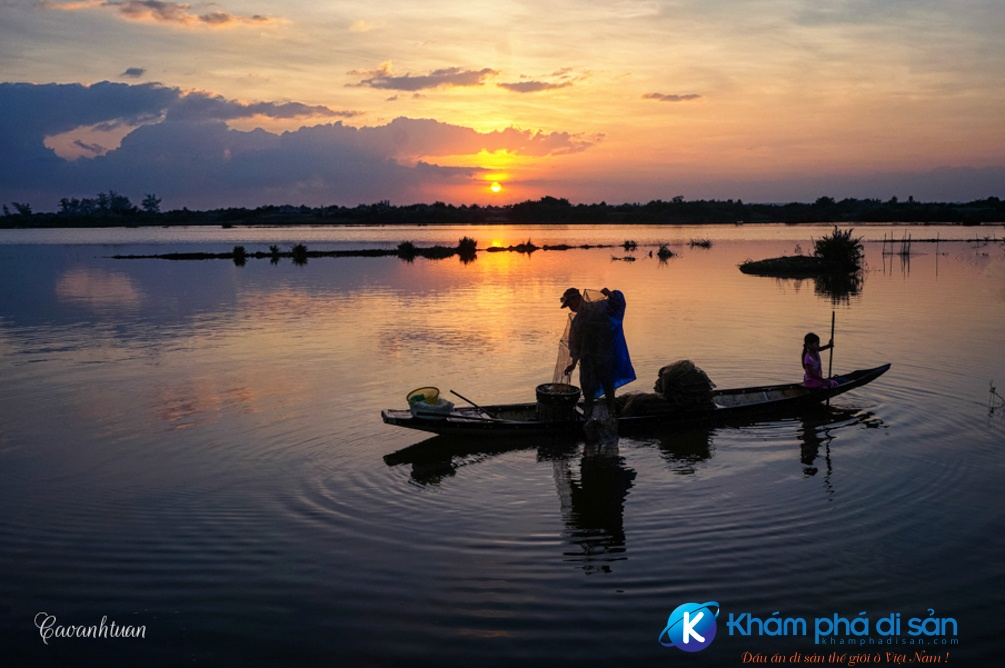 Cavanhtuan
K Khám phá di sản
khamphadisan.com
Dấu ấn di sản thế giới ở Việt Nam !